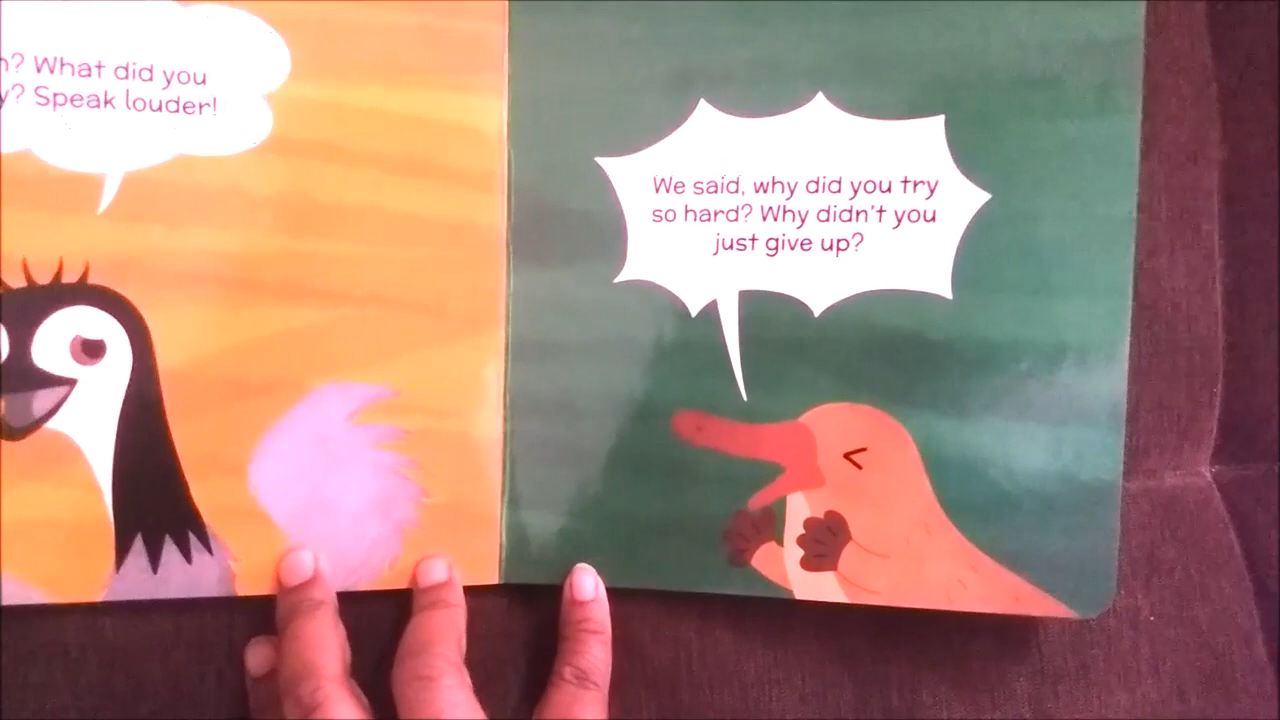 What did you
? Speak louder!
We said, why did you try
so hard? Why didn't you
just give up?